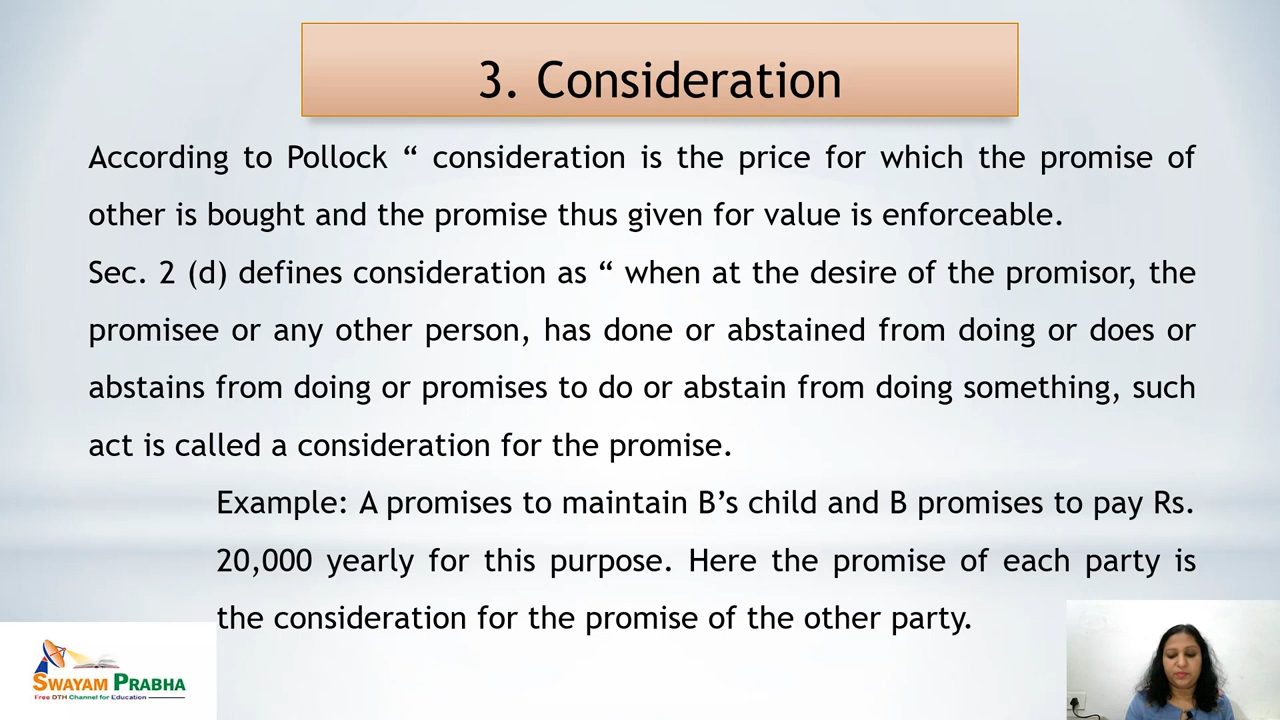 3. Consideration
According to Pollock “ consideration is the price for which the promise of
other is bought and the promise thus given for value is enforceable.
Sec. 2 (d) defines consideration as “ when at the desire of the promisor, the
promisee or any other person, has done or abstained from doing or does or
abstains from doing or promises to do or abstain from doing something, such
act is called a consideration for the promise.
Example: A promises to maintain B’s child and B promises to pay Rs.
20,000 yearly for this purpose. Here the promise of each party is
the consideration for the promise of the other party.
SWAYAM PRABHA
Free DTH Channel for Education